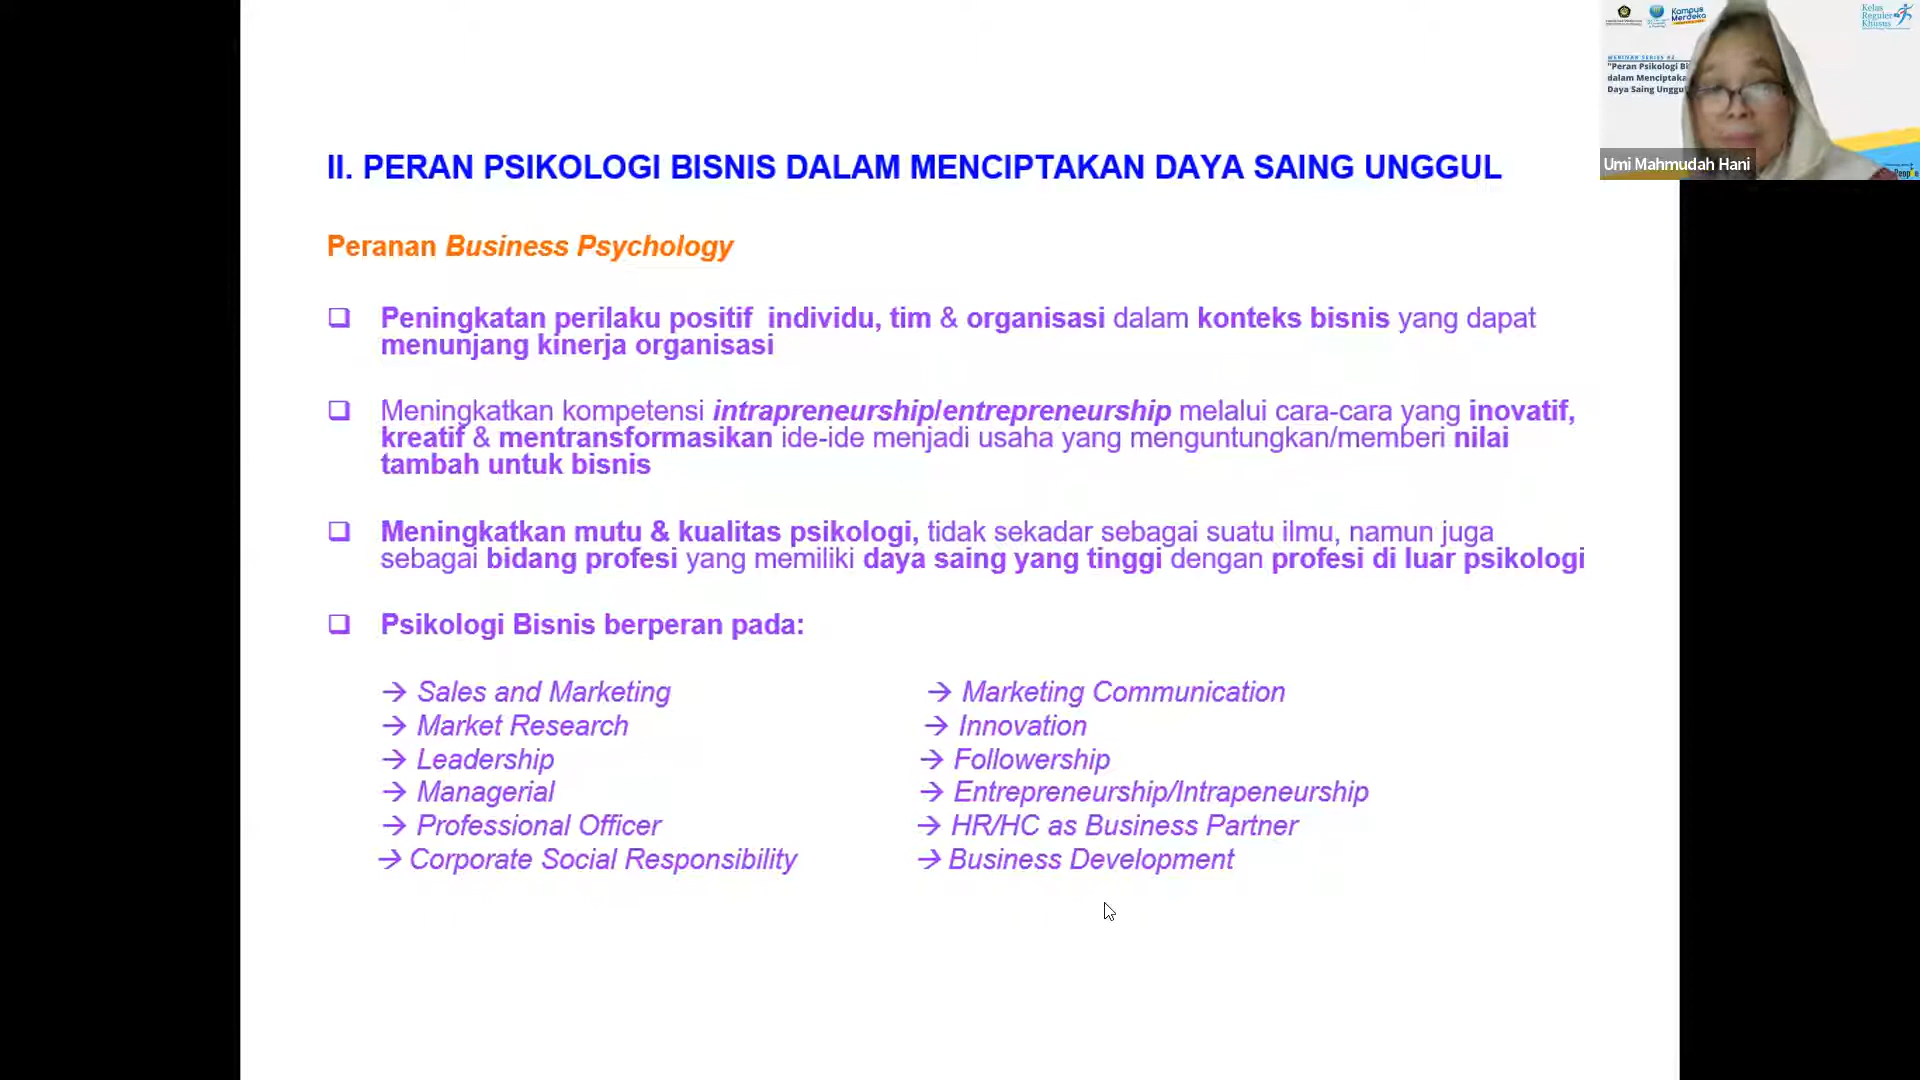 II. PERAN PSIKOLOGI BISNIS DALAM MENCIPTAKAN DAYA SAING UNGGUL
Peranan Business Psychology
Peningkatan perilaku positif individu, tim & organisasi dalam konteks bisnis yang dapat
menunjang kinerja organisasi
Meningkatkan kompetensi intrapreneurship/entrepreneurship melalui cara-cara yang inovatif,
kreatif & mentransformasikan ide-ide menjadi usaha yang menguntungkan/memberi nilai
tambah untuk bisnis
Meningkatkan mutu & kualitas psikologi, tidak sekadar sebagai suatu ilmu, namun juga
sebagai bidang profesi yang memiliki daya saing yang tinggi dengan profesi di luar psikologi
Psikologi Bisnis berperan pada:
→ Sales and Marketing
→ Market Research
→ Leadership
→ Managerial
→ Professional Officer
→ Corporate Social Responsibility
→ Marketing Communication
→ Innovation
→ Followership
→ Entrepreneurship/Intrapeneurship
→ HR/HC as Business Partner
→ Business Development
Kampus
Merdeka
Kelas
Reguler
Khusus
WEBINAR SERIES #2
"Peran Psikologi Bi
dalam Menciptaka
Daya Saing Unggu
Umi Mahmudah Hani